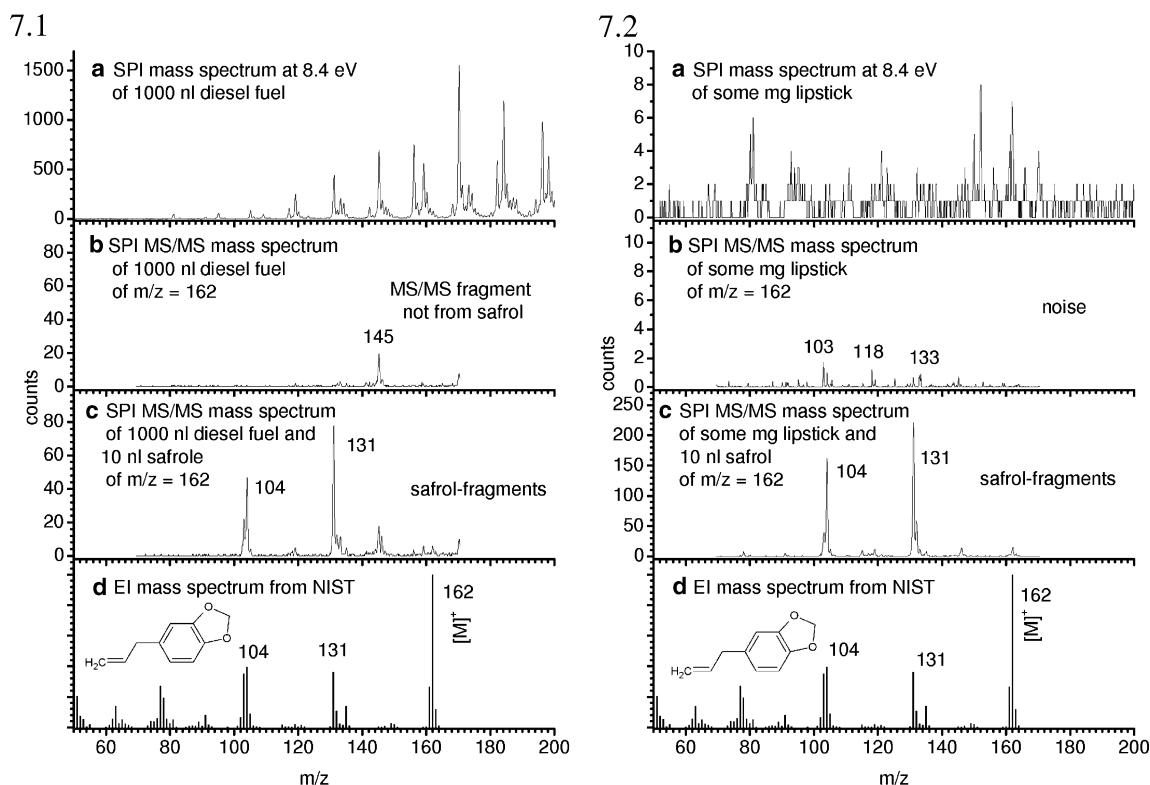 7.1
a SPI mass spectrum at 8.4 eV
of 1000 nl diesel fuel
1500
1000
500
0
b SPI MS/MS mass spectrum
of 1000 nl diesel fuel
of m/z = 162
MS/MS fragment
not from safrol
145
80
60
40
20
0
counts
c SPI MS/MS mass spectrum
of 1000 nl diesel fuel and
10 nl safrole
of m/z = 162
131
104
safrol-fragments
80
60
40
20
0
d EI mass spectrum from NIST
O
O
H2C
104
131
162
[M]+
60 80 100 120 140 160 180 200
m/z
7.2
a SPI mass spectrum at 8.4 eV
of some mg lipstick
10
8
6
4
2
0
b SPI MS/MS mass spectrum
of some mg lipstick
of m/z = 162
noise
103 118 133
10
8
6
4
2
0
counts
c SPI MS/MS mass spectrum
of some mg lipstick and
10 nl safrol
of m/z = 162
131
104
safrol-fragments
250
200
150
100
50
0
d EI mass spectrum from NIST
O
O
H2C
104
131
162
[M]+
60 80 100 120 140 160 180 200
m/z